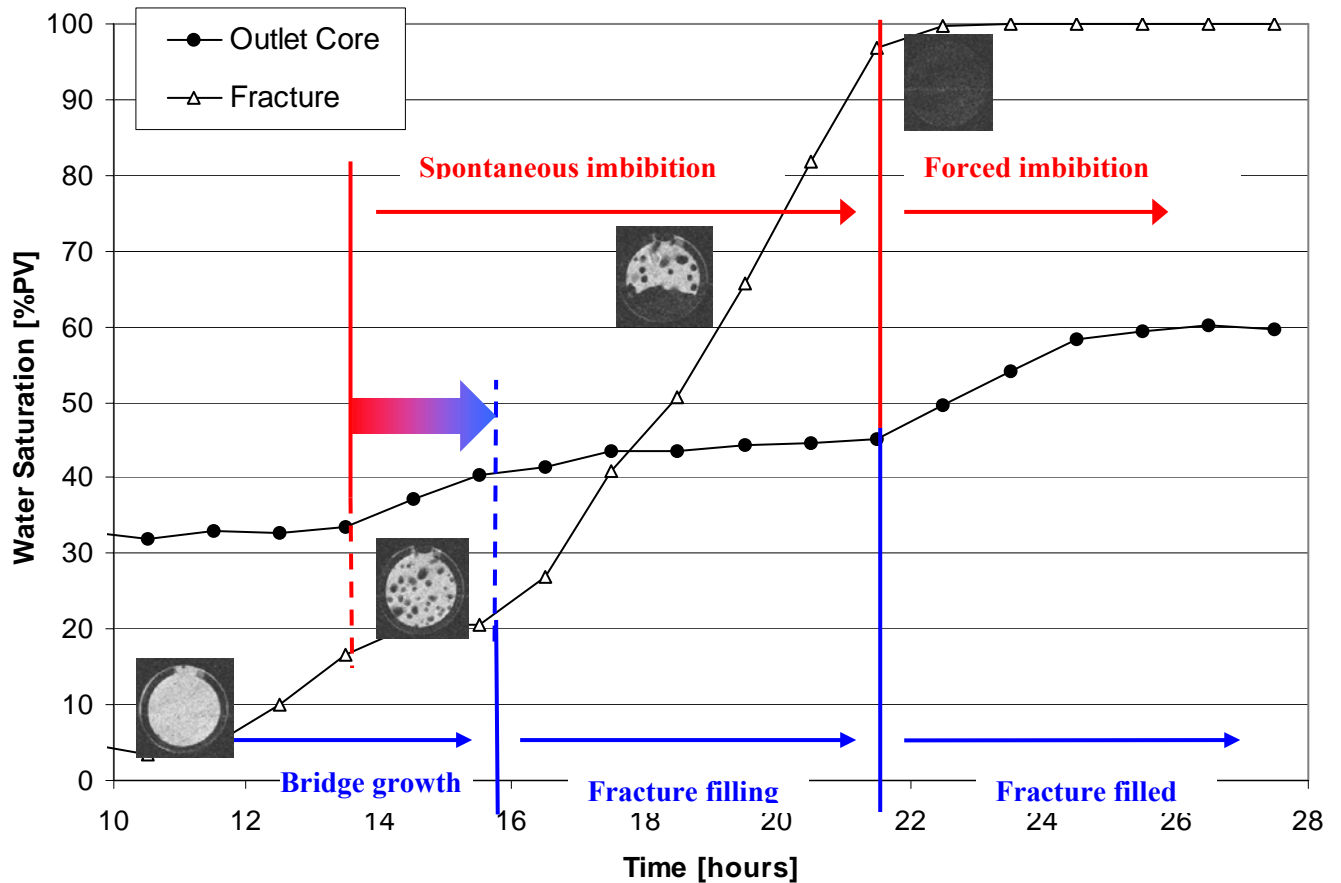 Outlet Core
Fracture
Water Saturation [%PV]
100
90
80
70
60
50
40
30
20
10
0
Spontaneous imbibition
Forced imbibition
Bridge growth
Fracture filling
Fracture filled
10
12
14
16
18
20
22
24
26
28
Time [hours]